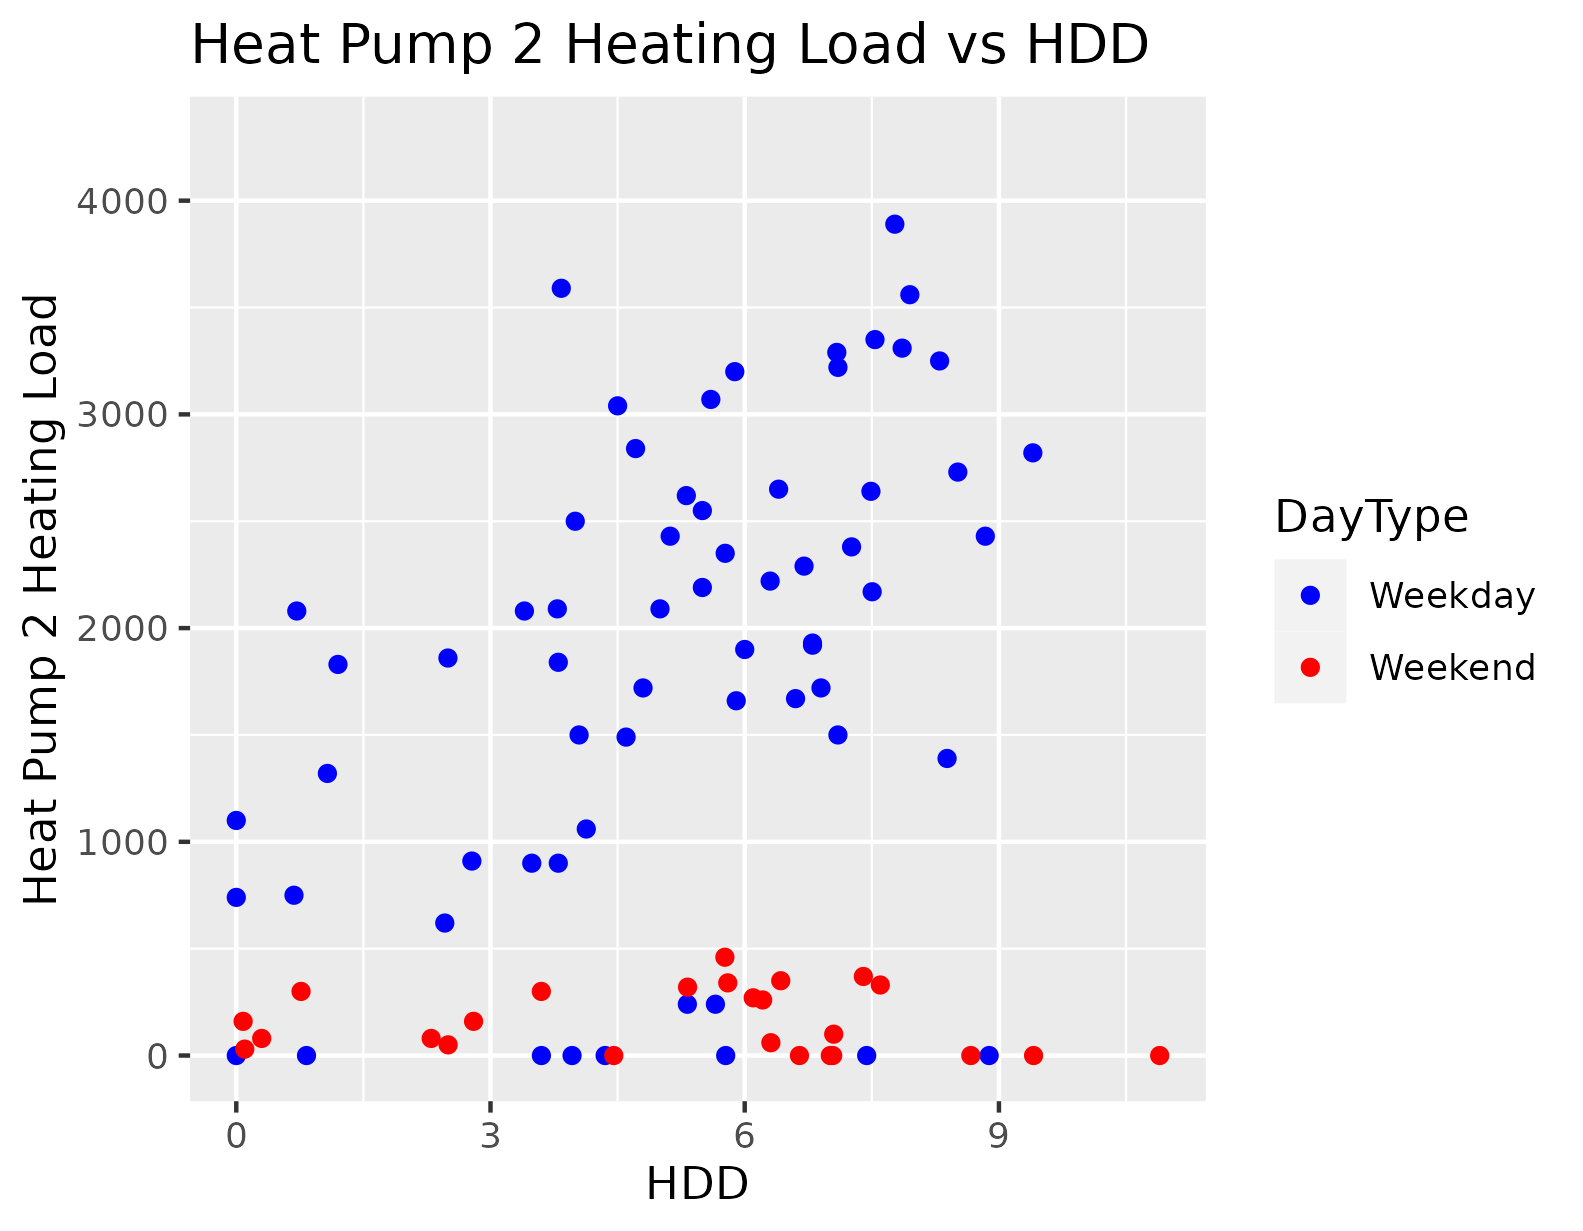 Heat Pump 2 Heating Load vs HDD
Heat Pump 2 Heating Load
4000
3000
2000
1000
0
0 3 6 9
HDD
DayType
Weekday
Weekend